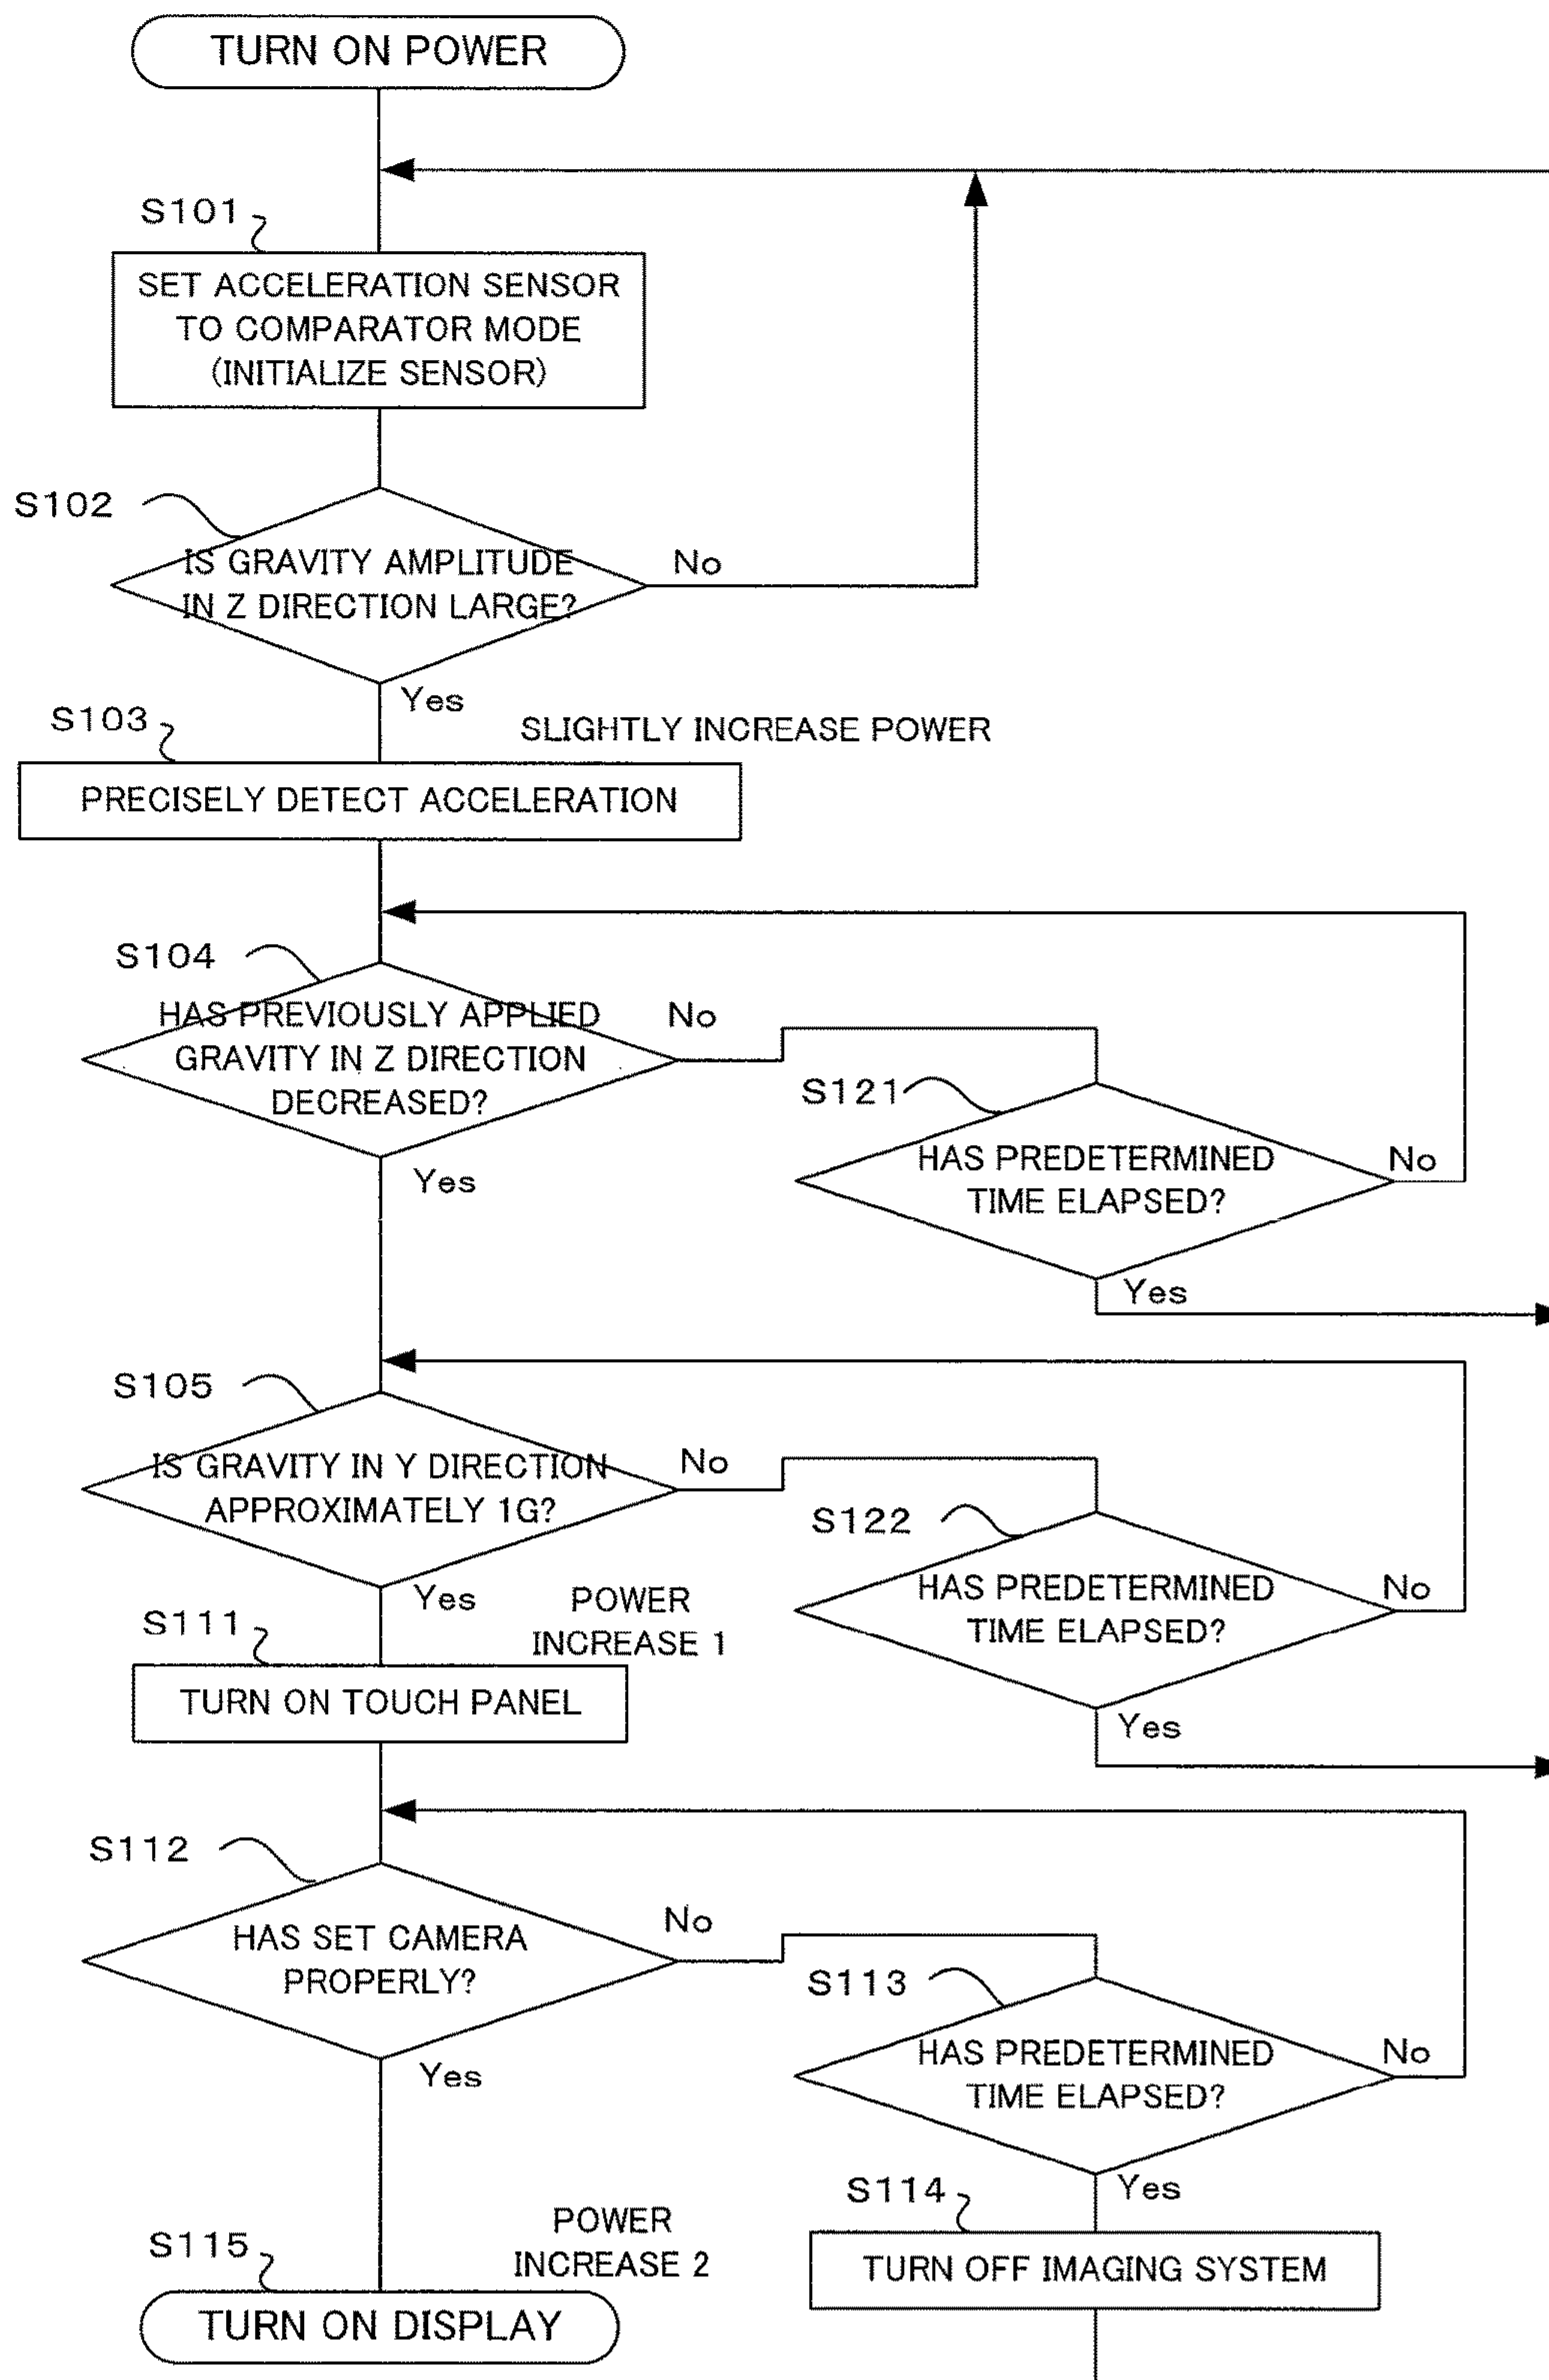 TURN ON POWER
S101
SET ACCELERATION SENSOR
TO COMPARATOR MODE
(INITIALIZE SENSOR)
S102
IS GRAVITY AMPLITUDE
IN Z DIRECTION LARGE?
No
Yes
S103
SLIGHTLY INCREASE POWER
PRECISELY DETECT ACCELERATION
S104
HAS PREVIOUSLY APPLIED
GRAVITY IN Z DIRECTION
DECREASED?
No
Yes
S121
HAS PREDETERMINED
TIME ELAPSED?
No
Yes
S105
IS GRAVITY IN Y DIRECTION
APPROXIMATELY 1G?
No
Yes
S122
HAS PREDETERMINED
TIME ELAPSED?
No
Yes
POWER
INCREASE 1
S111
TURN ON TOUCH PANEL
S112
HAS SET CAMERA
PROPERLY?
No
Yes
S113
HAS PREDETERMINED
TIME ELAPSED?
No
Yes
S114
TURN OFF IMAGING SYSTEM
POWER
INCREASE 2
S115
TURN ON DISPLAY